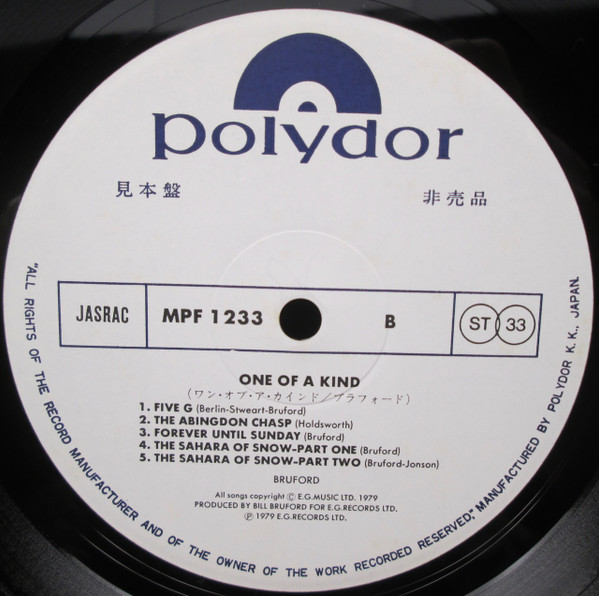 polydor
見本盤 非売品
JASRAC MPF 1233 B ST 33
ONE OF A KIND
(ワン・オブ・ア・カインド/ブラフォード)
1. FIVE G (Berlin-Stweart-Bruford)
2. THE ABINGDON CHASP (Holdsworth)
3. FOREVER UNTIL SUNDAY (Bruford)
4. THE SAHARA OF SNOW–PART ONE (Bruford)
5. THE SAHARA OF SNOW–PART TWO (Bruford-Jonson)
BRUFORD
All songs copyright Ⓒ E.G.MUSIC LTD. 1979
PRODUCED BY BILL BRUFORD FOR E.G.RECORDS LTD.
Ⓟ 1979 E.G.RECORDS LTD.
"ALL RIGHTS OF THE RECORD MANUFACTURER AND OF THE OWNER OF THE WORK RECORDED RESERVED." MANUFACTURED BY POLYDOR K.K., JAPAN.